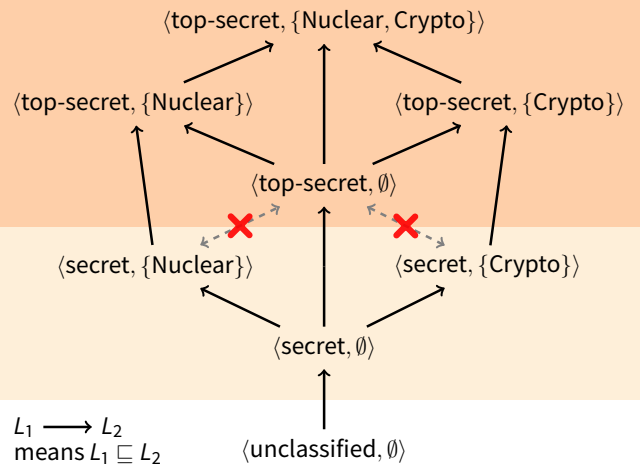 ⟨top-secret, {Nuclear, Crypto}⟩
⟨top-secret, {Nuclear}⟩
⟨top-secret, {Crypto}⟩
⟨top-secret, ∅⟩
⟨secret, {Nuclear}⟩
⟨secret, {Crypto}⟩
⟨secret, ∅⟩
L₁ ⟶ L₂
means L₁ ⊑ L₂
⟨unclassified, ∅⟩